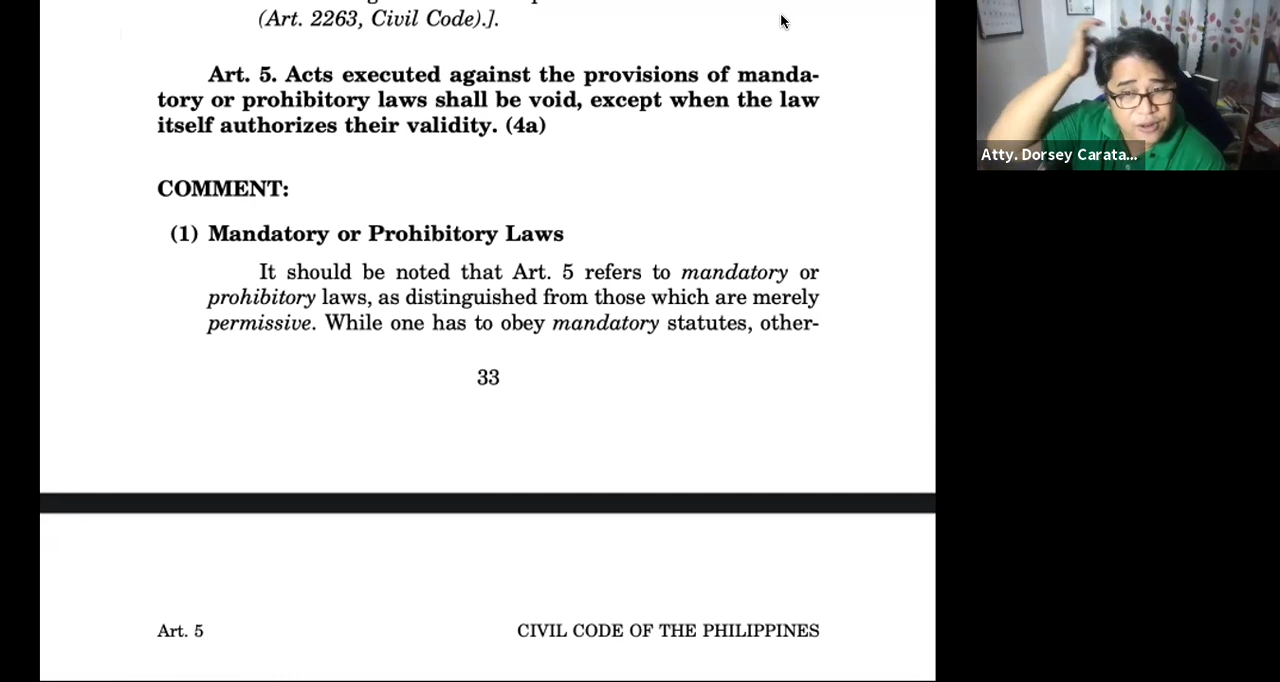 (Art. 2263, Civil Code).].
Art. 5. Acts executed against the provisions of manda-
tory or prohibitory laws shall be void, except when the law
itself authorizes their validity. (4a)
COMMENT:
(1) Mandatory or Prohibitory Laws
It should be noted that Art. 5 refers to mandatory or
prohibitory laws, as distinguished from those which are merely
permissive. While one has to obey mandatory statutes, other-
33
Art. 5 CIVIL CODE OF THE PHILIPPINES
Atty. Dorsey Carata...